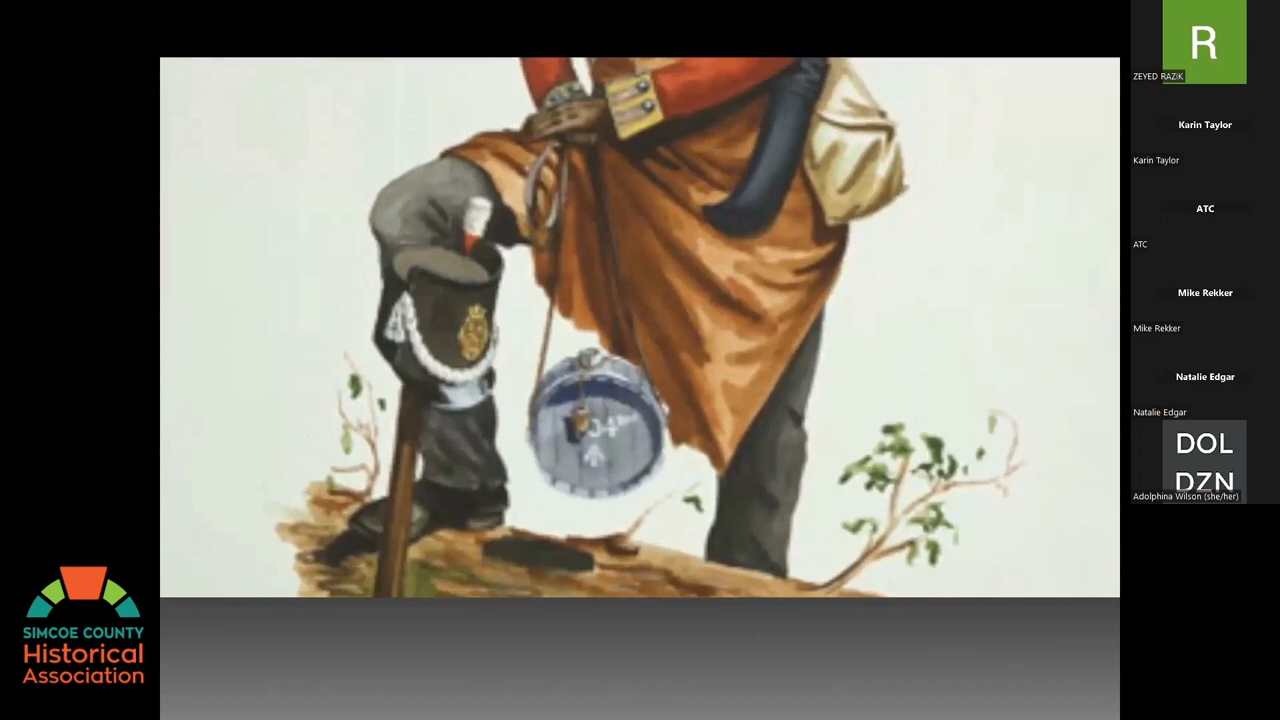 R
ZEYED RAZIK
Karin Taylor
Karin Taylor
ATC
ATC
Mike Rekker
Mike Rekker
Natalie Edgar
Natalie Edgar
DOL
DZN
Adolphina Wilson (she/her)
SIMCOE COUNTY
Historical
Association